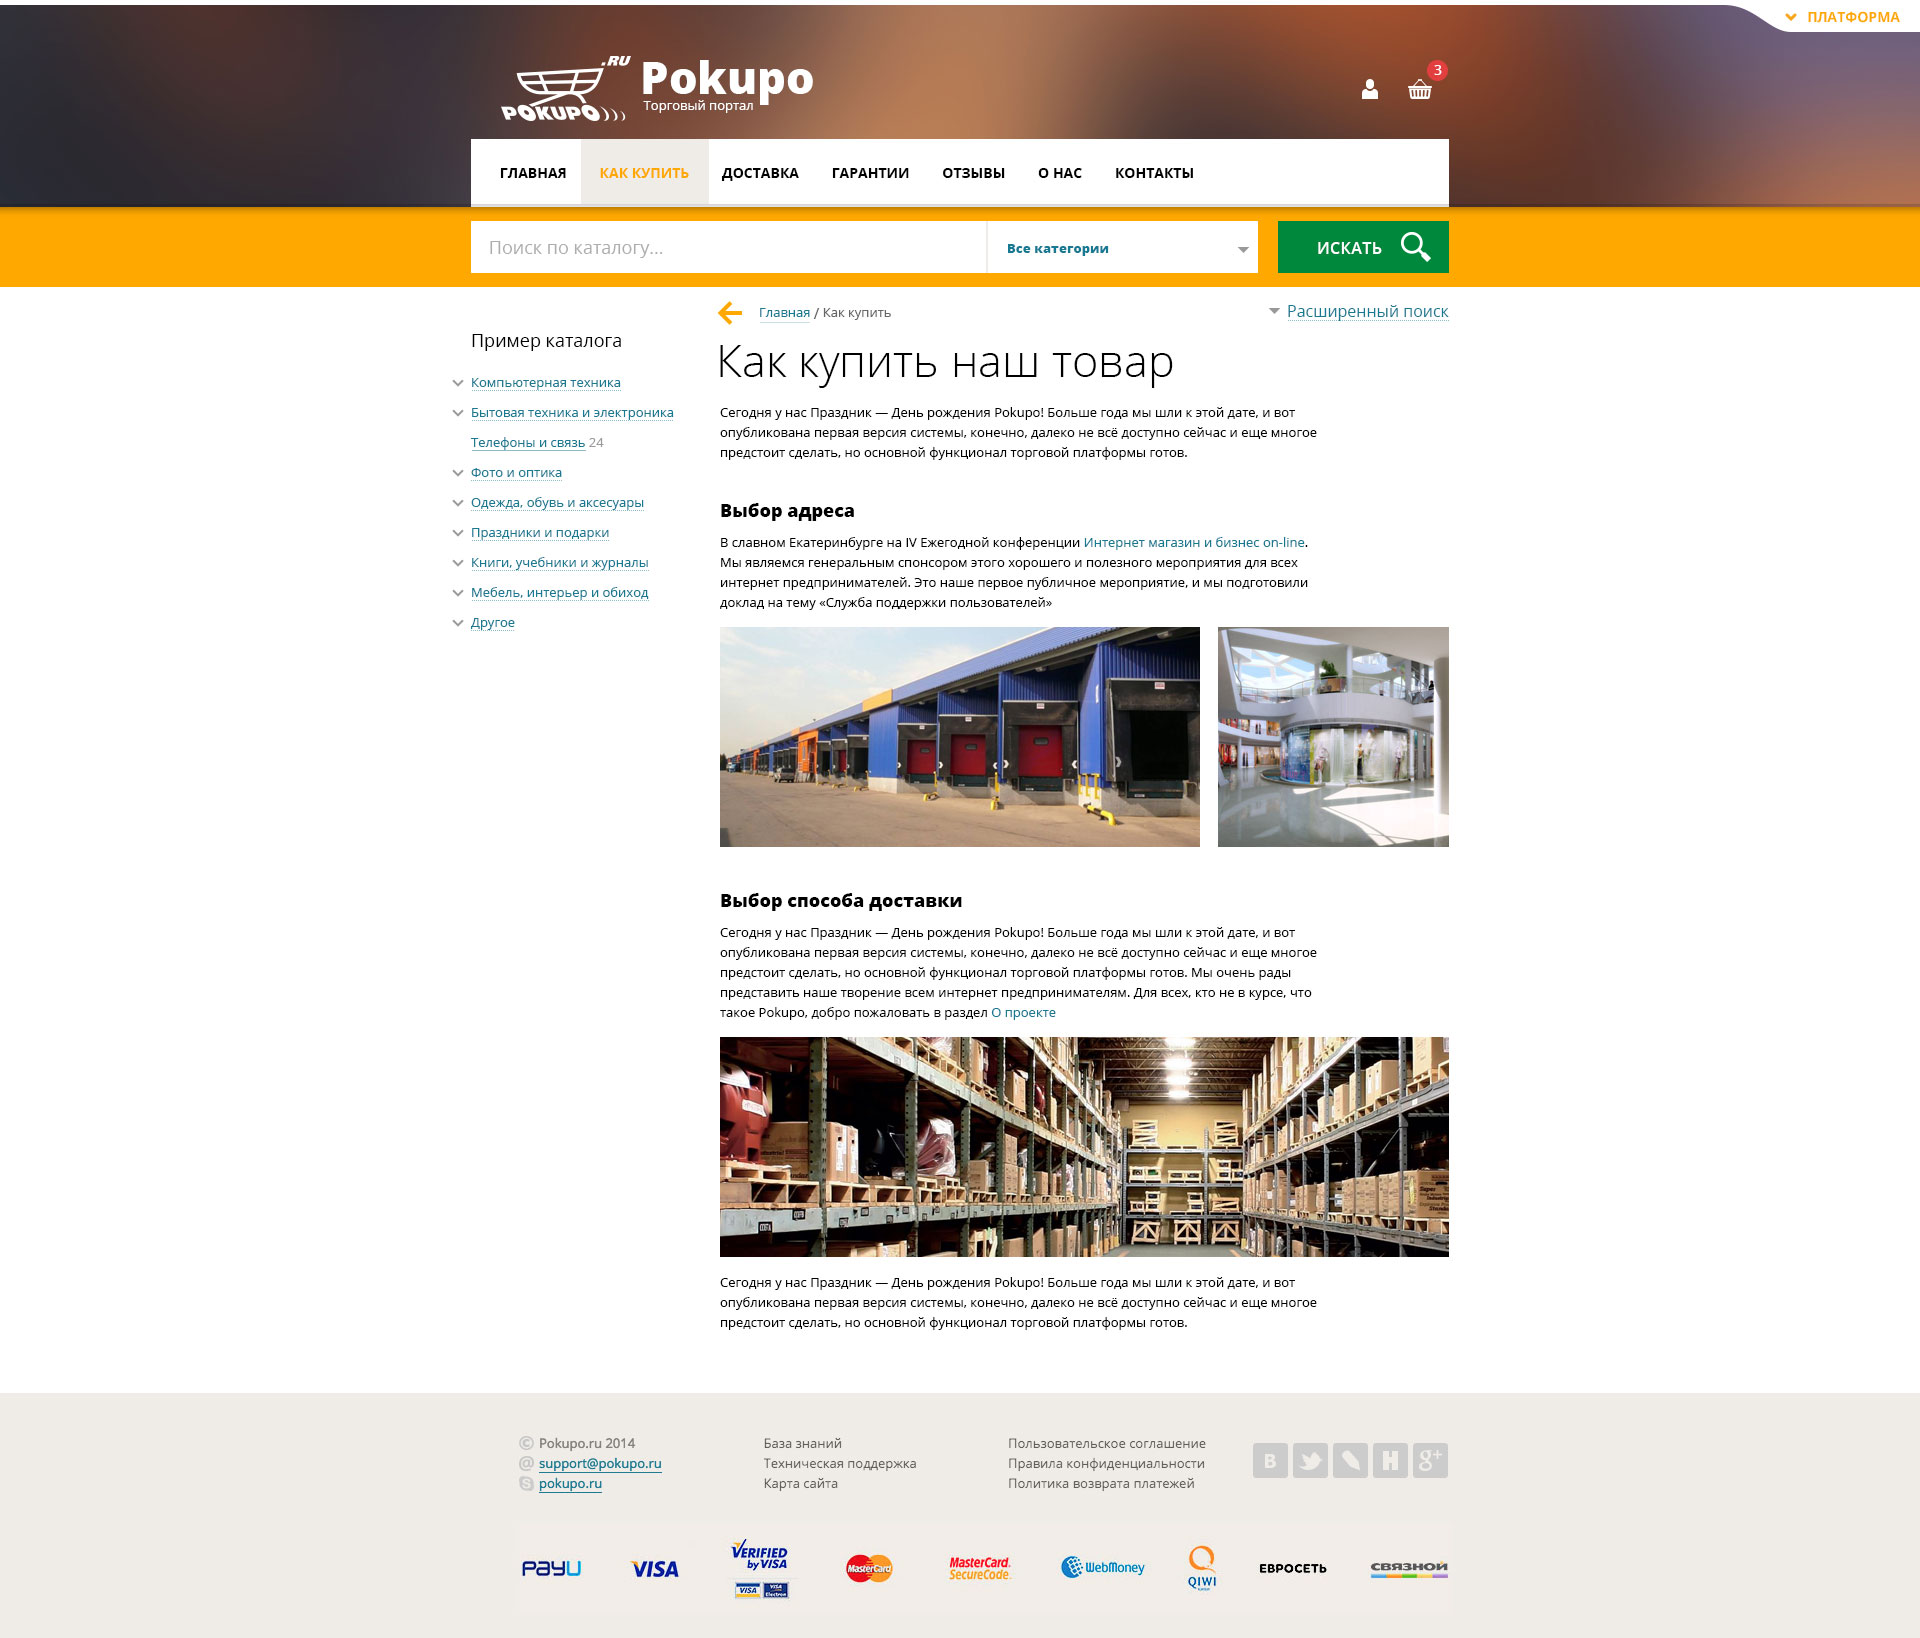 ПЛАТФОРМА
.RU
POKUPO
Pokupo
Торговый портал
3
ГЛАВНАЯ КАК КУПИТЬ ДОСТАВКА ГАРАНТИИ ОТЗЫВЫ О НАС КОНТАКТЫ
Поиск по каталогу... Все категории ИСКАТЬ
Главная / Как купить
Расширенный поиск
Пример каталога
Компьютерная техника
Бытовая техника и электроника
Телефоны и связь 24
Фото и оптика
Одежда, обувь и аксесуары
Праздники и подарки
Книги, учебники и журналы
Мебель, интерьер и обиход
Другое
Как купить наш товар
Сегодня у нас Праздник — День рождения Pokupo! Больше года мы шли к этой дате, и вот
опубликована первая версия системы, конечно, далеко не всё доступно сейчас и еще многое
предстоит сделать, но основной функционал торговой платформы готов.
Выбор адреса
В славном Екатеринбурге на IV Ежегодной конференции Интернет магазин и бизнес on-line.
Мы являемся генеральным спонсором этого хорошего и полезного мероприятия для всех
интернет предпринимателей. Это наше первое публичное мероприятие, и мы подготовили
доклад на тему «Служба поддержки пользователей»
Выбор способа доставки
Сегодня у нас Праздник — День рождения Pokupo! Больше года мы шли к этой дате, и вот
опубликована первая версия системы, конечно, далеко не всё доступно сейчас и еще многое
предстоит сделать, но основной функционал торговой платформы готов. Мы очень рады
представить наше творение всем интернет предпринимателям. Для всех, кто не в курсе, что
такое Pokupo, добро пожаловать в раздел О проекте
Сегодня у нас Праздник — День рождения Pokupo! Больше года мы шли к этой дате, и вот
опубликована первая версия системы, конечно, далеко не всё доступно сейчас и еще многое
предстоит сделать, но основной функционал торговой платформы готов.
© Pokupo.ru 2014
@ support@pokupo.ru
pokupo.ru
База знаний
Техническая поддержка
Карта сайта
Пользовательское соглашение
Правила конфиденциальности
Политика возврата платежей
B
g+
PAYU
VISA
VERIFIED
by VISA
VISA
VISA
Electron
MasterCard
MasterCard.
SecureCode.
WebMoney
QIWI
ЕВРОСЕТЬ
СВЯЗНОЙ